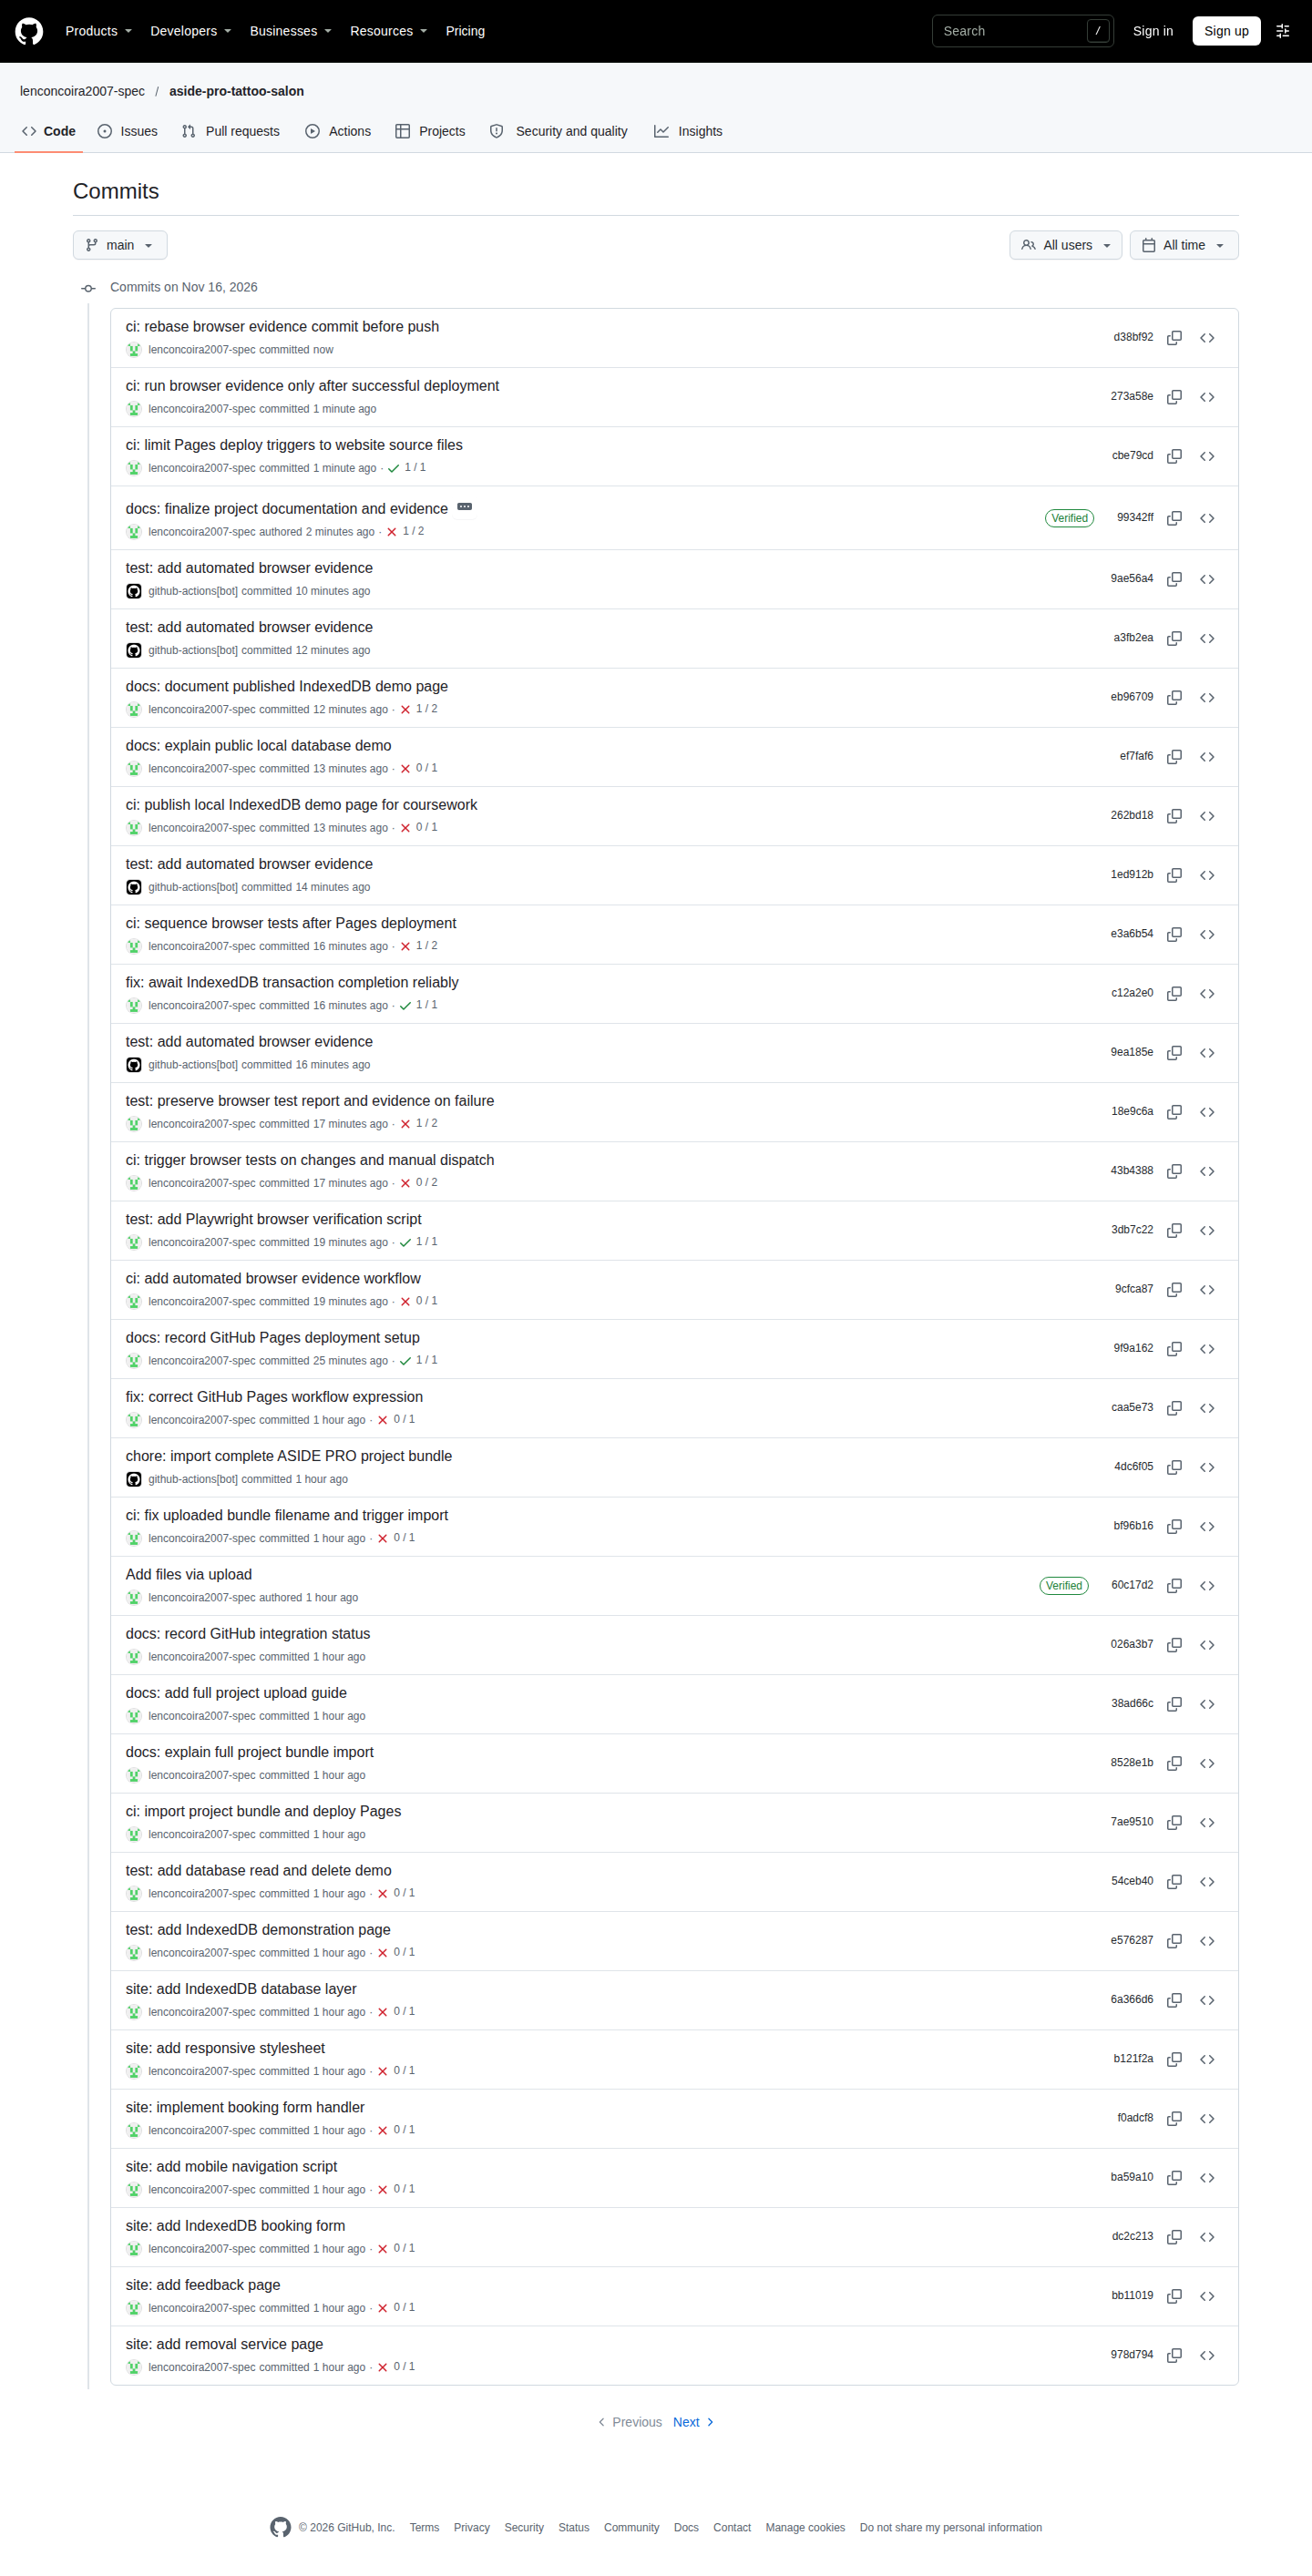 Products Developers Businesses Resources Pricing Search / Sign in Sign up
lenconcoira2007-spec / aside-pro-tattoo-salon
Code Issues Pull requests Actions Projects Security and quality Insights
Commits
main All users All time
Commits on Nov 16, 2026
ci: rebase browser evidence commit before push
lenconcoira2007-spec committed now
d38bf92
ci: run browser evidence only after successful deployment
lenconcoira2007-spec committed 1 minute ago
273a58e
ci: limit Pages deploy triggers to website source files
lenconcoira2007-spec committed 1 minute ago · 1 / 1
cbe79cd
docs: finalize project documentation and evidence
lenconcoira2007-spec authored 2 minutes ago · 1 / 2
Verified 99342ff
test: add automated browser evidence
github-actions[bot] committed 10 minutes ago
9ae56a4
test: add automated browser evidence
github-actions[bot] committed 12 minutes ago
a3fb2ea
docs: document published IndexedDB demo page
lenconcoira2007-spec committed 12 minutes ago · 1 / 2
eb96709
docs: explain public local database demo
lenconcoira2007-spec committed 13 minutes ago · 0 / 1
ef7faf6
ci: publish local IndexedDB demo page for coursework
lenconcoira2007-spec committed 13 minutes ago · 0 / 1
262bd18
test: add automated browser evidence
github-actions[bot] committed 14 minutes ago
1ed912b
ci: sequence browser tests after Pages deployment
lenconcoira2007-spec committed 16 minutes ago · 1 / 2
e3a6b54
fix: await IndexedDB transaction completion reliably
lenconcoira2007-spec committed 16 minutes ago · 1 / 1
c12a2e0
test: add automated browser evidence
github-actions[bot] committed 16 minutes ago
9ea185e
test: preserve browser test report and evidence on failure
lenconcoira2007-spec committed 17 minutes ago · 1 / 2
18e9c6a
ci: trigger browser tests on changes and manual dispatch
lenconcoira2007-spec committed 17 minutes ago · 0 / 2
43b4388
test: add Playwright browser verification script
lenconcoira2007-spec committed 19 minutes ago · 1 / 1
3db7c22
ci: add automated browser evidence workflow
lenconcoira2007-spec committed 19 minutes ago · 0 / 1
9cfca87
docs: record GitHub Pages deployment setup
lenconcoira2007-spec committed 25 minutes ago · 1 / 1
9f9a162
fix: correct GitHub Pages workflow expression
lenconcoira2007-spec committed 1 hour ago · 0 / 1
caa5e73
chore: import complete ASIDE PRO project bundle
github-actions[bot] committed 1 hour ago
4dc6f05
ci: fix uploaded bundle filename and trigger import
lenconcoira2007-spec committed 1 hour ago · 0 / 1
bf96b16
Add files via upload
lenconcoira2007-spec authored 1 hour ago
Verified 60c17d2
docs: record GitHub integration status
lenconcoira2007-spec committed 1 hour ago
026a3b7
docs: add full project upload guide
lenconcoira2007-spec committed 1 hour ago
38ad66c
docs: explain full project bundle import
lenconcoira2007-spec committed 1 hour ago
8528e1b
ci: import project bundle and deploy Pages
lenconcoira2007-spec committed 1 hour ago
7ae9510
test: add database read and delete demo
lenconcoira2007-spec committed 1 hour ago · 0 / 1
54ceb40
test: add IndexedDB demonstration page
lenconcoira2007-spec committed 1 hour ago · 0 / 1
e576287
site: add IndexedDB database layer
lenconcoira2007-spec committed 1 hour ago · 0 / 1
6a366d6
site: add responsive stylesheet
lenconcoira2007-spec committed 1 hour ago · 0 / 1
b121f2a
site: implement booking form handler
lenconcoira2007-spec committed 1 hour ago · 0 / 1
f0adcf8
site: add mobile navigation script
lenconcoira2007-spec committed 1 hour ago · 0 / 1
ba59a10
site: add IndexedDB booking form
lenconcoira2007-spec committed 1 hour ago · 0 / 1
dc2c213
site: add feedback page
lenconcoira2007-spec committed 1 hour ago · 0 / 1
bb11019
site: add removal service page
lenconcoira2007-spec committed 1 hour ago · 0 / 1
978d794
Previous Next
© 2026 GitHub, Inc. Terms Privacy Security Status Community Docs Contact Manage cookies Do not share my personal information